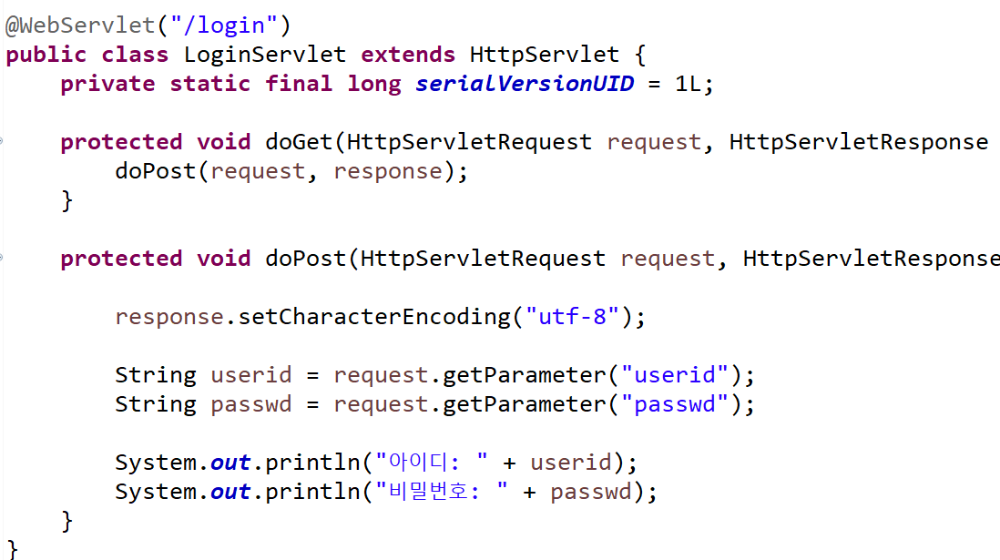 @WebServlet("/login")
public class LoginServlet extends HttpServlet {
private static final long serialVersionUID = 1L;
protected void doGet(HttpServletRequest request, HttpServletResponse
doPost(request, response);
}
protected void doPost(HttpServletRequest request, HttpServletResponse
response.setCharacterEncoding("utf-8");
String userid = request.getParameter("userid");
String passwd = request.getParameter("passwd");
System.out.println("아이디: " + userid);
System.out.println("비밀번호: " + passwd);
}
}